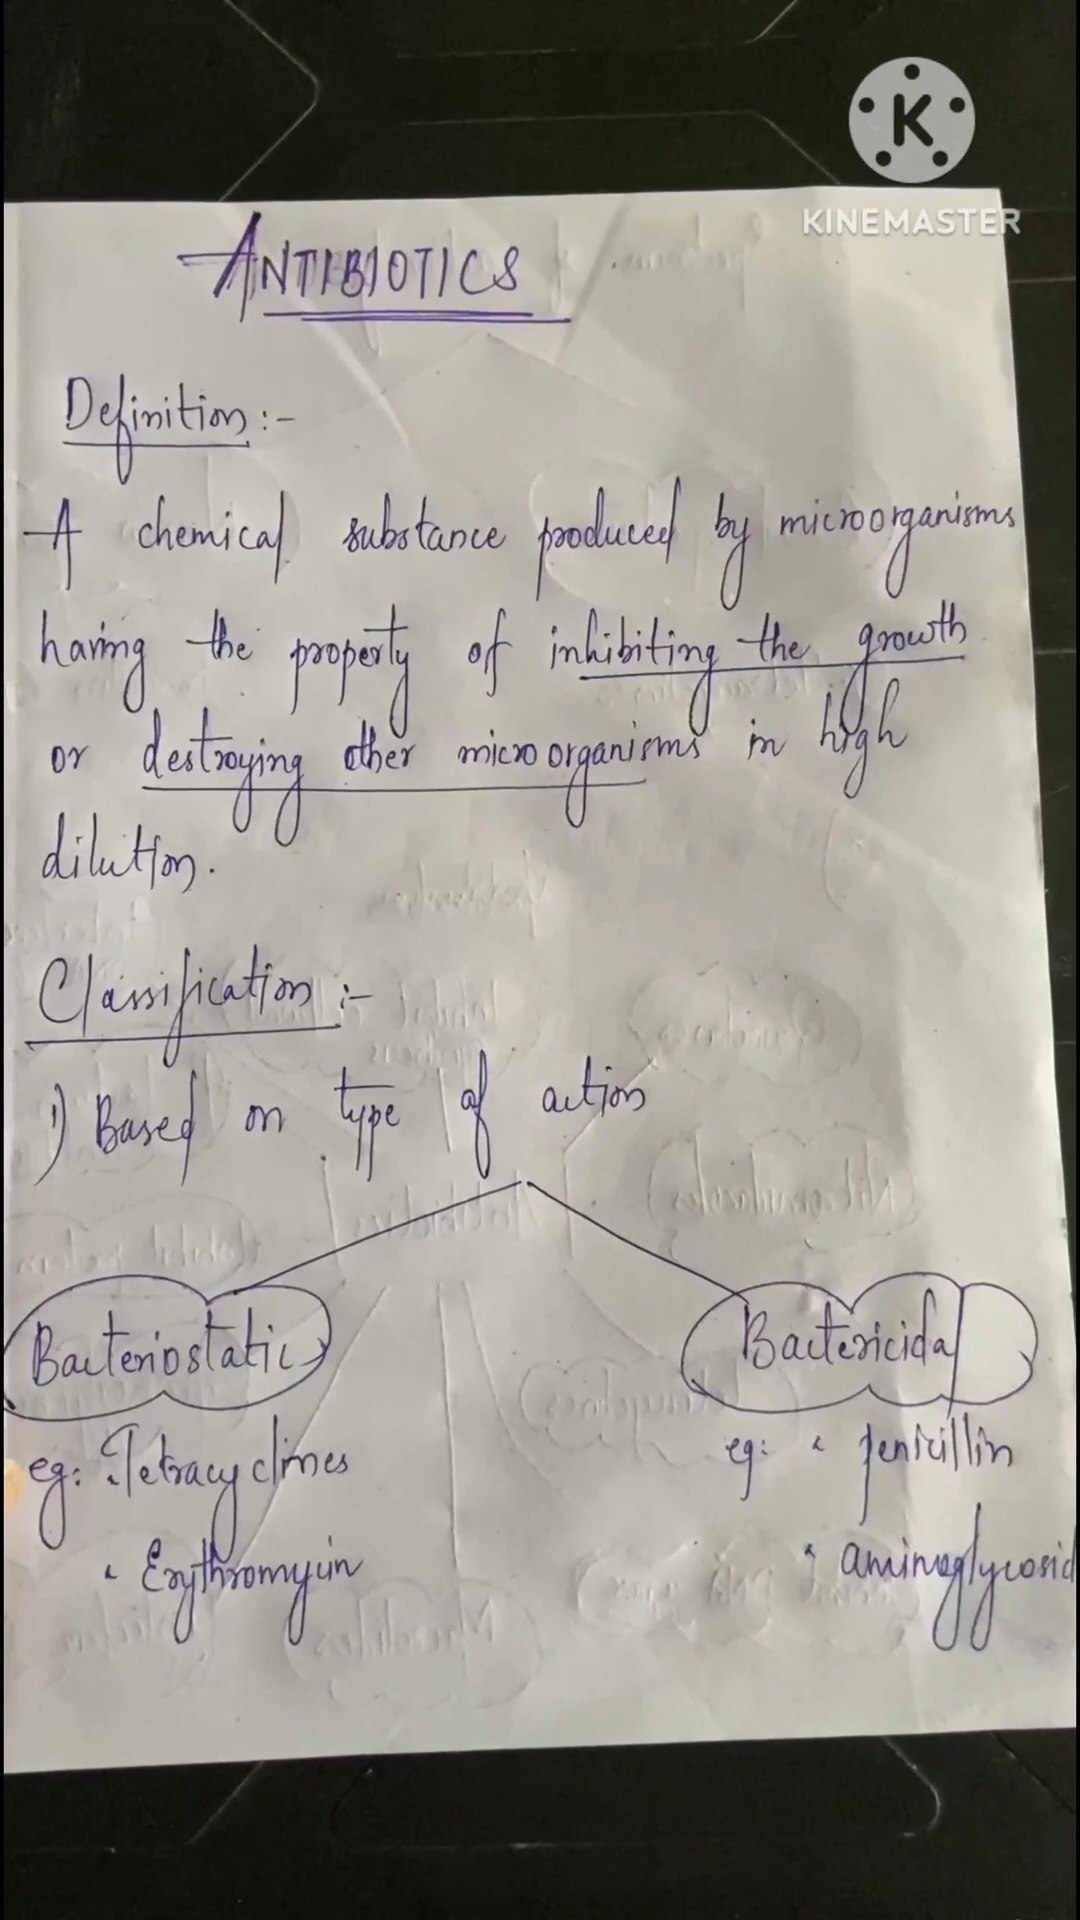 K
KINEMASTER
ANTIBIOTICS
Definition :-
A chemical substance produced by microorganisms
having the property of inhibiting the growth
or destroying other microorganisms in high
dilution.
Classification :-
1) Based on type of action
Bacteriostatic Bactericidal
eg: Tetracyclines eg: Penicillin
Erythromycin aminoglycosid